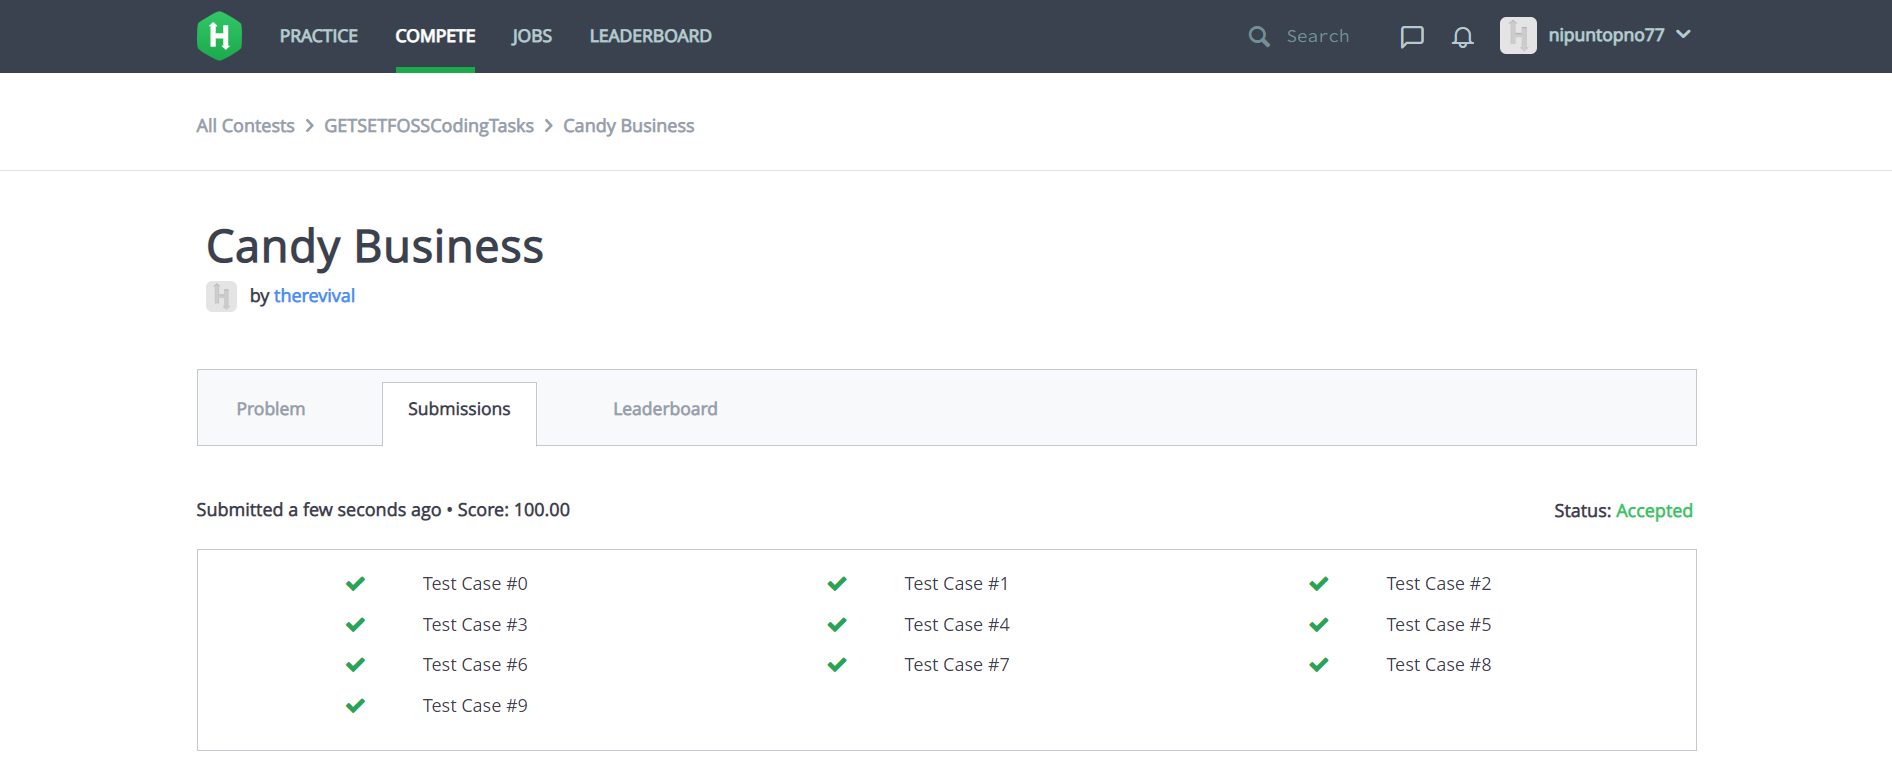 PRACTICE COMPETE JOBS LEADERBOARD Search nipuntopno77
All Contests > GETSETFOSSCodingTasks > Candy Business
Candy Business
by therevival
Problem Submissions Leaderboard
Submitted a few seconds ago • Score: 100.00 Status: Accepted
Test Case #0 Test Case #1 Test Case #2
Test Case #3 Test Case #4 Test Case #5
Test Case #6 Test Case #7 Test Case #8
Test Case #9